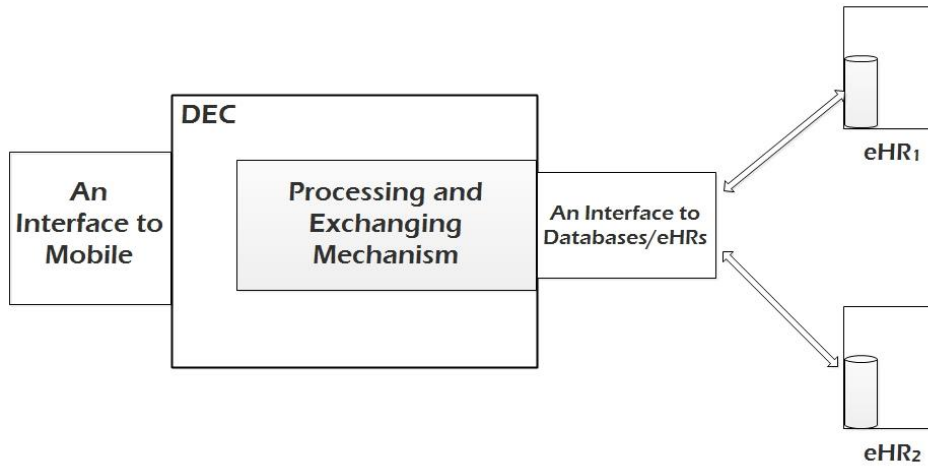 DEC
An
Interface to
Mobile
Processing and
Exchanging
Mechanism
An Interface to
Databases/eHRs
eHR₁
eHR₂